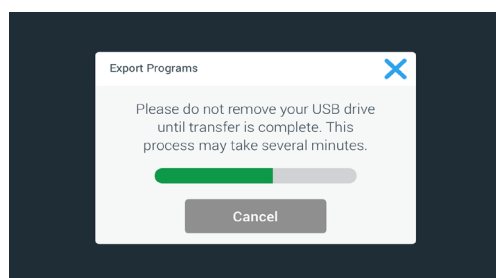 Export Programs
Please do not remove your USB drive
until transfer is complete. This
process may take several minutes.
Cancel